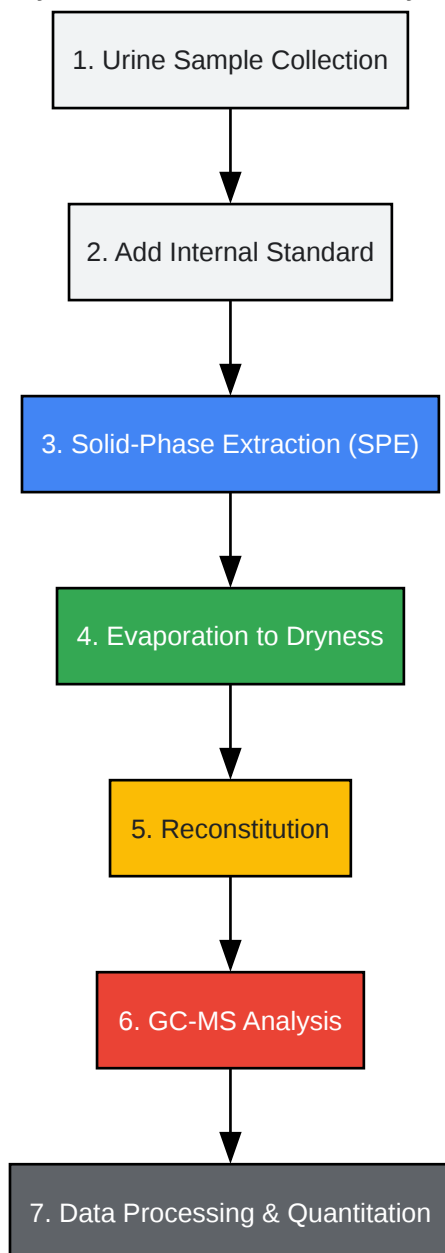 1. Urine Sample Collection
2. Add Internal Standard
3. Solid-Phase Extraction (SPE)
4. Evaporation to Dryness
5. Reconstitution
6. GC-MS Analysis
7. Data Processing & Quantitation